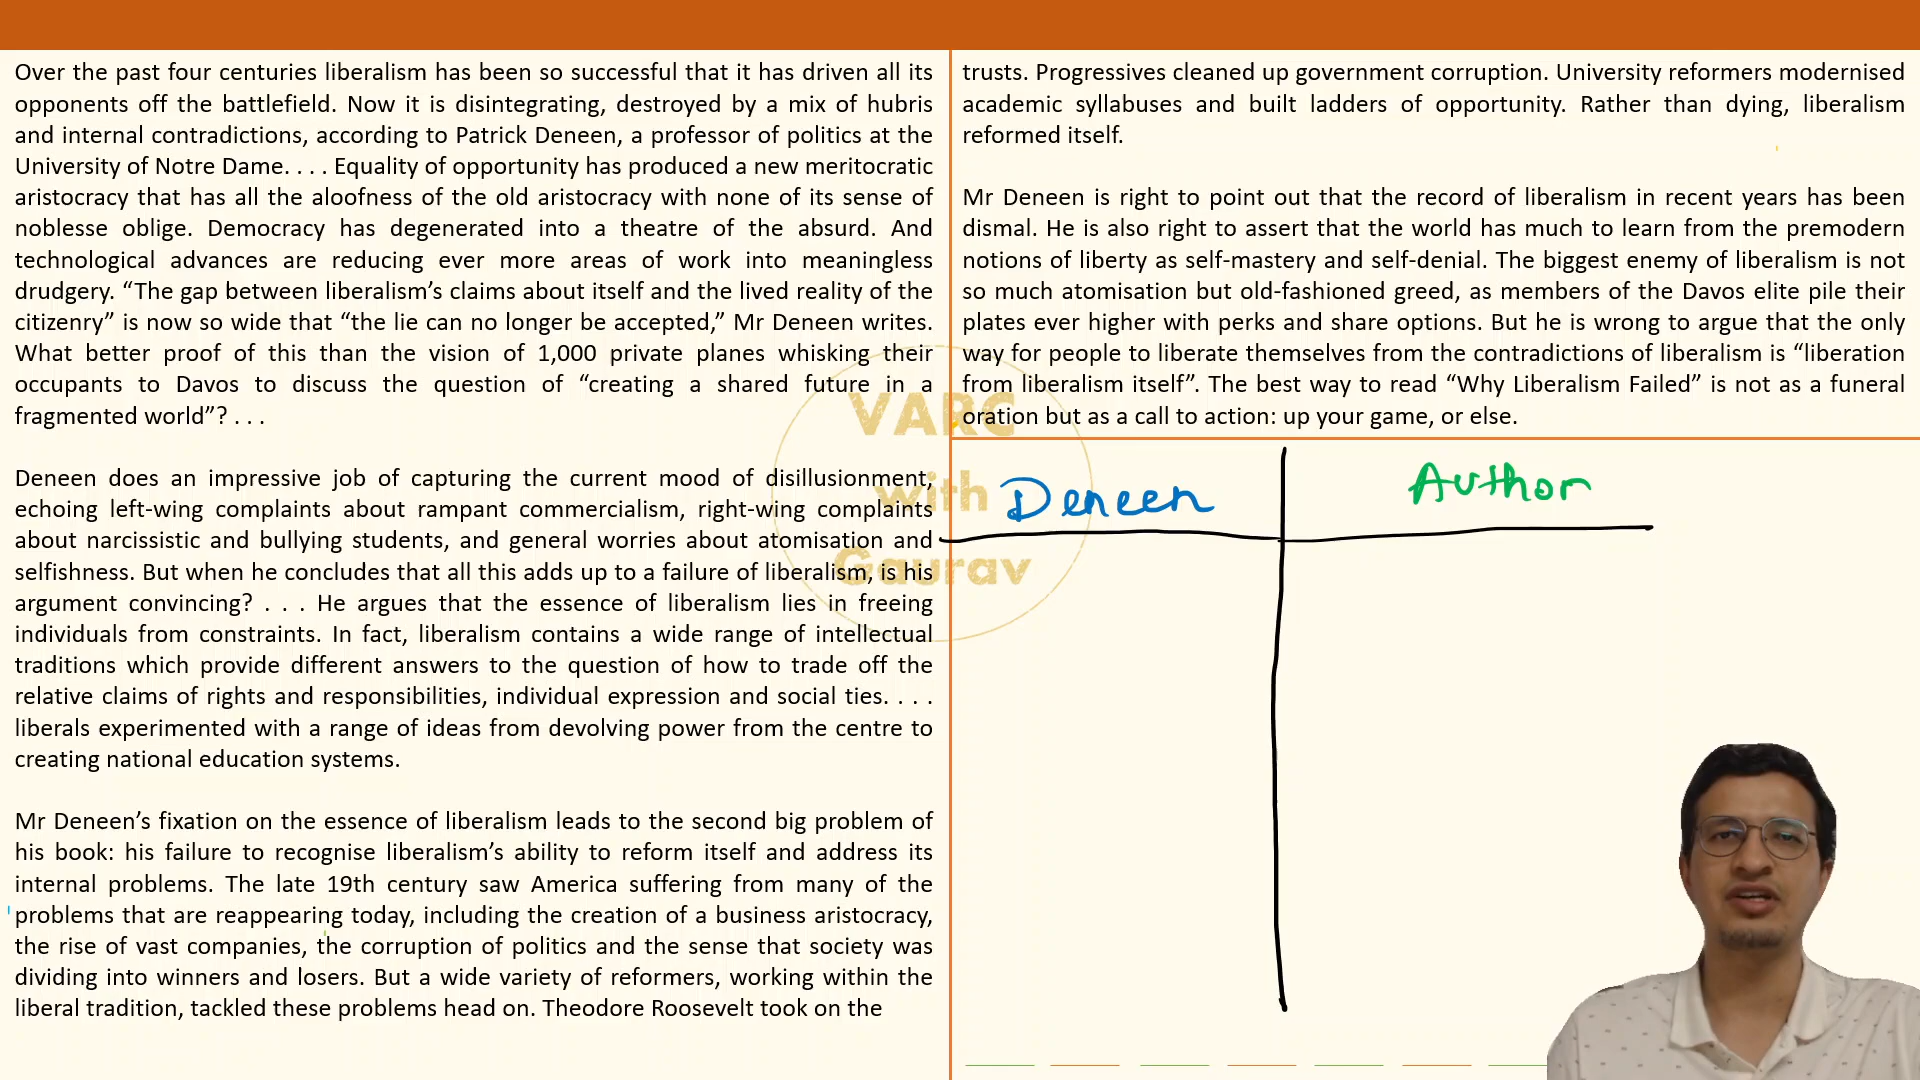 Over the past four centuries liberalism has been so successful that it has driven all its
opponents off the battlefield. Now it is disintegrating, destroyed by a mix of hubris
and internal contradictions, according to Patrick Deneen, a professor of politics at the
University of Notre Dame. . . . Equality of opportunity has produced a new meritocratic
aristocracy that has all the aloofness of the old aristocracy with none of its sense of
noblesse oblige. Democracy has degenerated into a theatre of the absurd. And
technological advances are reducing ever more areas of work into meaningless
drudgery. “The gap between liberalism’s claims about itself and the lived reality of the
citizenry” is now so wide that “the lie can no longer be accepted,” Mr Deneen writes.
What better proof of this than the vision of 1,000 private planes whisking their
occupants to Davos to discuss the question of “creating a shared future in a
fragmented world”? . . .
Deneen does an impressive job of capturing the current mood of disillusionment,
echoing left-wing complaints about rampant commercialism, right-wing complaints
about narcissistic and bullying students, and general worries about atomisation and
selfishness. But when he concludes that all this adds up to a failure of liberalism, is his
argument convincing? . . . He argues that the essence of liberalism lies in freeing
individuals from constraints. In fact, liberalism contains a wide range of intellectual
traditions which provide different answers to the question of how to trade off the
relative claims of rights and responsibilities, individual expression and social ties. . . .
liberals experimented with a range of ideas from devolving power from the centre to
creating national education systems.
Mr Deneen’s fixation on the essence of liberalism leads to the second big problem of
his book: his failure to recognise liberalism’s ability to reform itself and address its
internal problems. The late 19th century saw America suffering from many of the
problems that are reappearing today, including the creation of a business aristocracy,
the rise of vast companies, the corruption of politics and the sense that society was
dividing into winners and losers. But a wide variety of reformers, working within the
liberal tradition, tackled these problems head on. Theodore Roosevelt took on the
trusts. Progressives cleaned up government corruption. University reformers modernised
academic syllabuses and built ladders of opportunity. Rather than dying, liberalism
reformed itself.
Mr Deneen is right to point out that the record of liberalism in recent years has been
dismal. He is also right to assert that the world has much to learn from the premodern
notions of liberty as self-mastery and self-denial. The biggest enemy of liberalism is not
so much atomisation but old-fashioned greed, as members of the Davos elite pile their
plates ever higher with perks and share options. But he is wrong to argue that the only
way for people to liberate themselves from the contradictions of liberalism is “liberation
from liberalism itself”. The best way to read “Why Liberalism Failed” is not as a funeral
oration but as a call to action: up your game, or else.
VARC
with
Gaurav
Deneen
Author